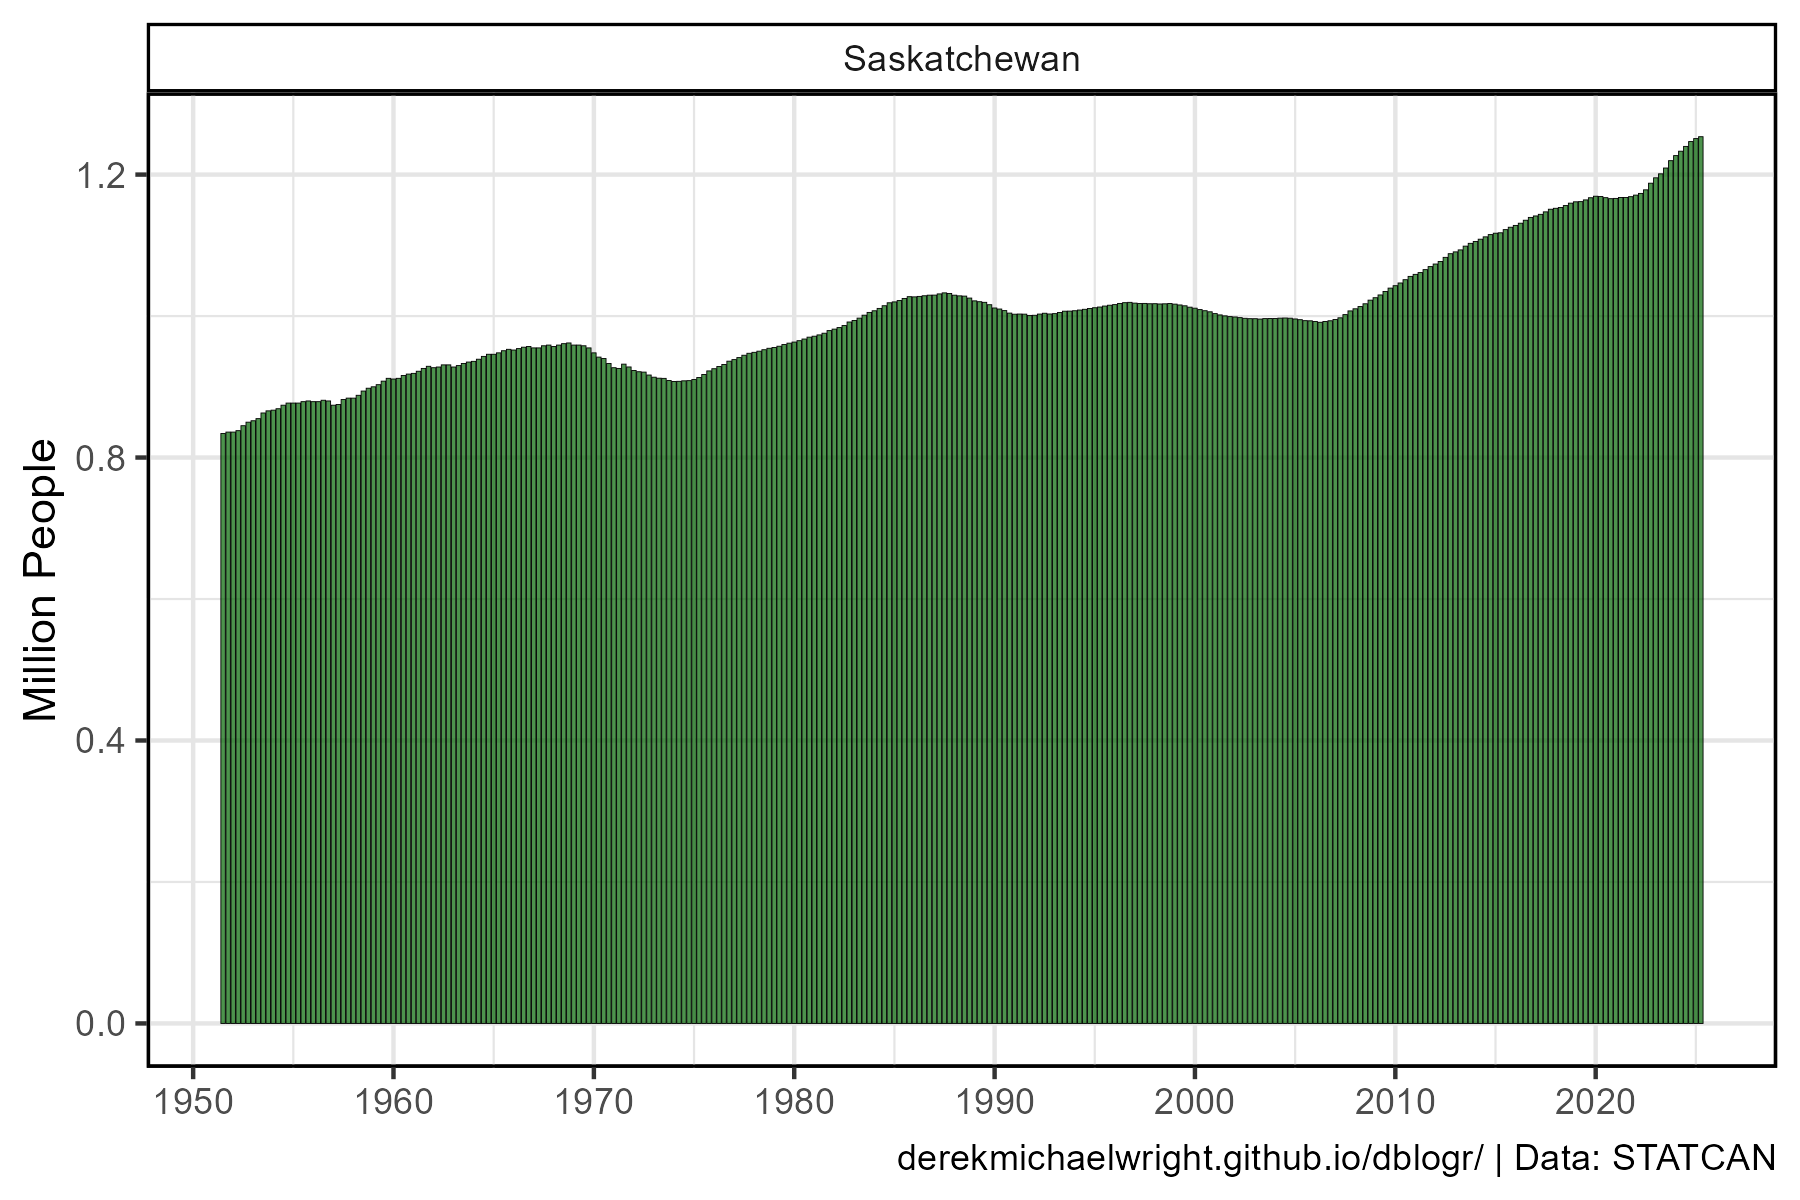 Saskatchewan
Million People
1.2
0.8
0.4
0.0
1950 1960 1970 1980 1990 2000 2010 2020
derekmichaelwright.github.io/dblogr/ | Data: STATCAN